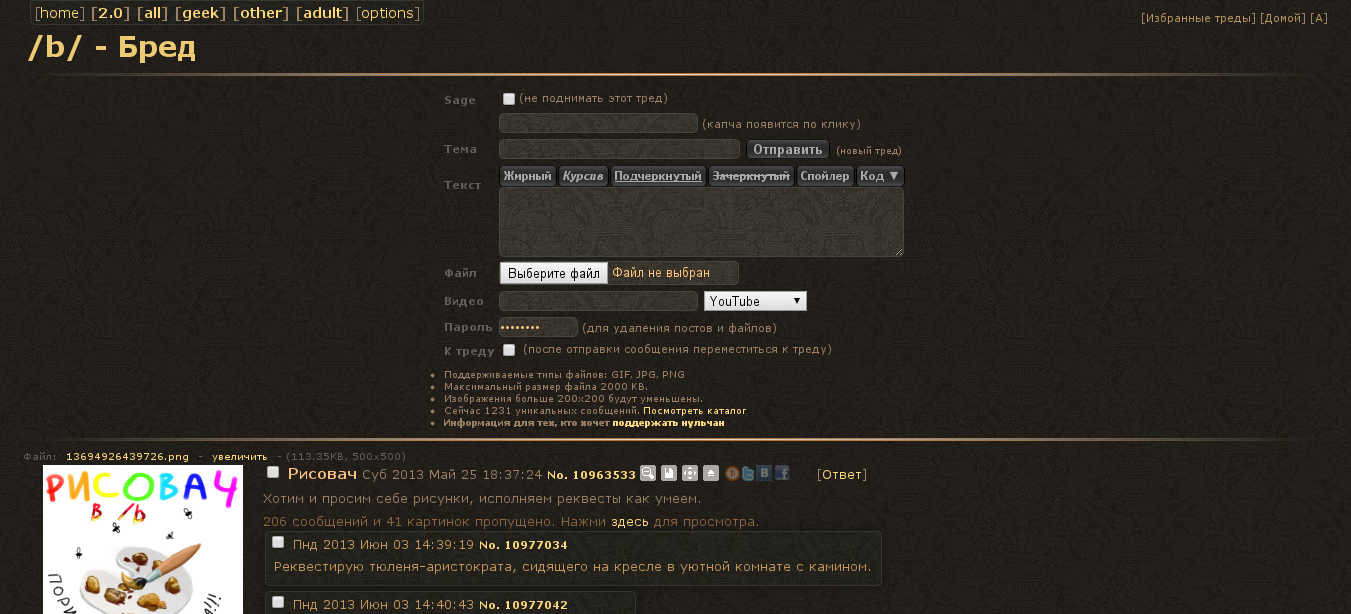 [home] [2.0] [all] [geek] [other] [adult] [options]
[Избранные треды] [Домой] [A]
/b/ - Бред
Sage (не поднимать этот тред)
(капча появится по клику)
Тема Отправить (новый тред)
Жирный Курсив Подчеркнутый Зачеркнутый Спойлер Код ▼
Текст
Файл Выберите файл Файл не выбран
Видео YouTube
Пароль •••••••• (для удаления постов и файлов)
К треду (после отправки сообщения переместиться к треду)
• Поддерживаемые типы файлов: GIF, JPG, PNG
• Максимальный размер файла 2000 KB.
• Изображения больше 200x200 будут уменьшены.
• Сейчас 1231 уникальных сообщений. Посмотреть каталог
• Информация для тех, кто хочет поддержать нульчан
Файл: 13694926439726.png - увеличить - (113.35KB, 500x500)
РИСОВАЧ
В /b
Рисовач Суб 2013 Май 25 18:37:24 No. 10963533 [Ответ]
Хотим и просим себе рисунки, исполняем реквесты как умеем.
206 сообщений и 41 картинок пропущено. Нажми здесь для просмотра.
Пнд 2013 Июн 03 14:39:19 No. 10977034
Реквестирую тюленя-аристократа, сидящего на кресле в уютной комнате с камином.
Пнд 2013 Июн 03 14:40:43 No. 10977042